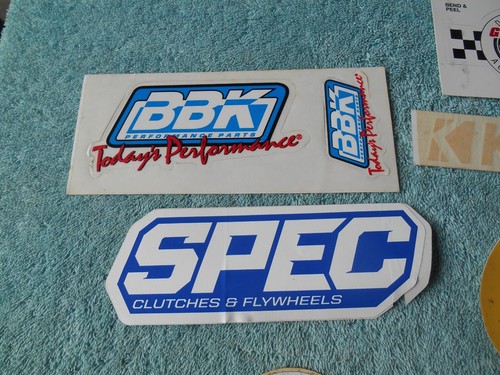 BEND &
PEEL
BBK
PERFORMANCE PARTS
Today's Performance®
BBK
Today's Performance®
SPEC
CLUTCHES & FLYWHEELS